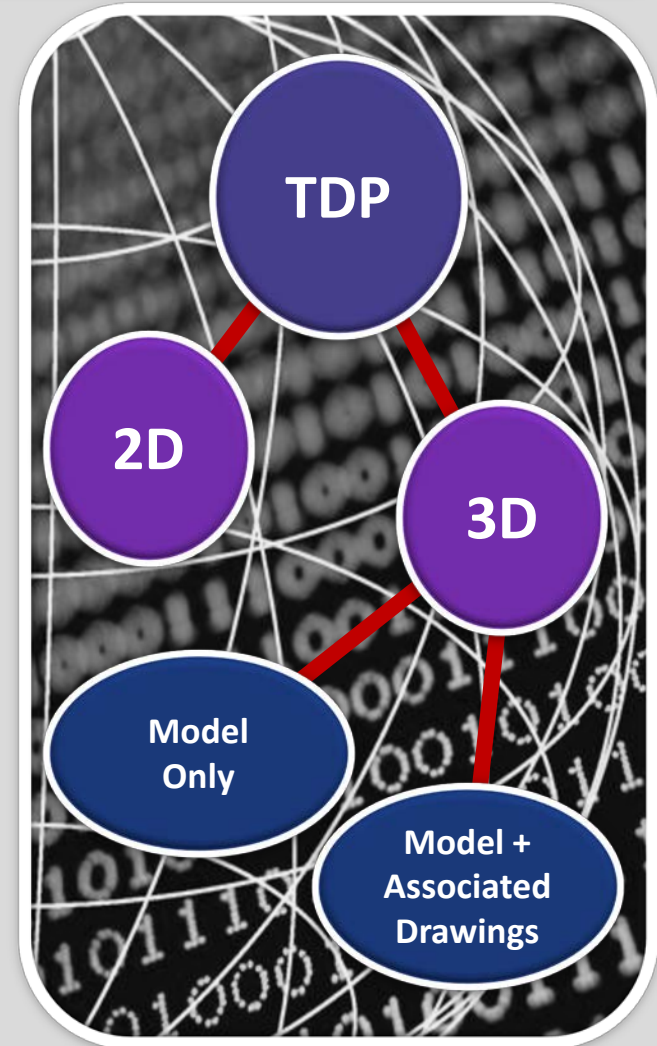 TDP
2D
3D
Model
Only
Model +
Associated
Drawings